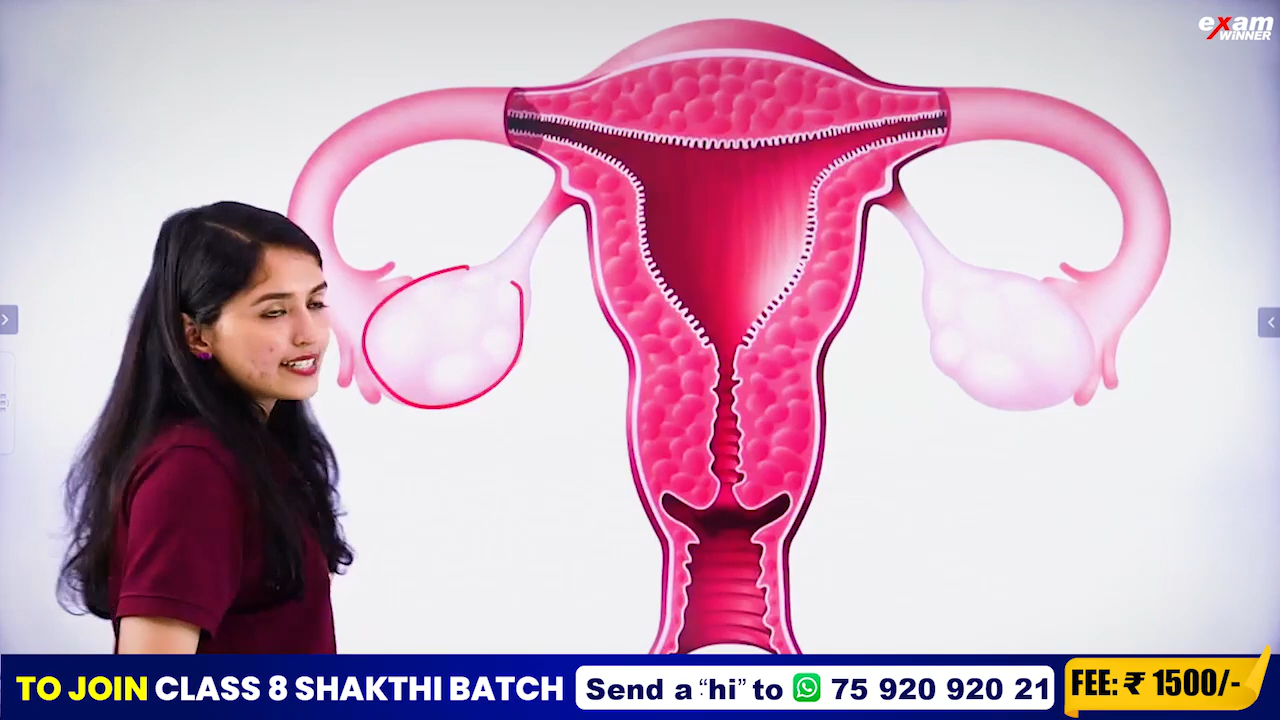 exam
WINNER
TO JOIN CLASS 8 SHAKTHI BATCH
Send a “hi” to 75 920 920 21
FEE: ₹ 1500/-